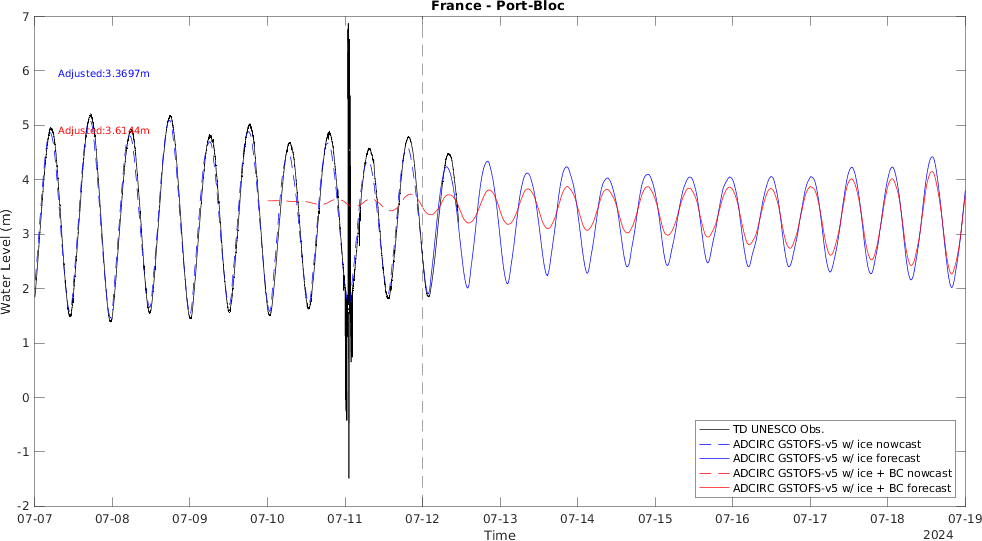 France - Port-Bloc
7
6
5
4
3
2
1
0
-1
-2
Water Level (m)
Adjusted:3.3697m
Adjusted:3.6144m
TD UNESCO Obs.
ADCIRC GSTOFS-v5 w/ ice nowcast
ADCIRC GSTOFS-v5 w/ ice forecast
ADCIRC GSTOFS-v5 w/ ice + BC nowcast
ADCIRC GSTOFS-v5 w/ ice + BC forecast
07-07 07-08 07-09 07-10 07-11 07-12 07-13 07-14 07-15 07-16 07-17 07-18 07-19
Time
2024